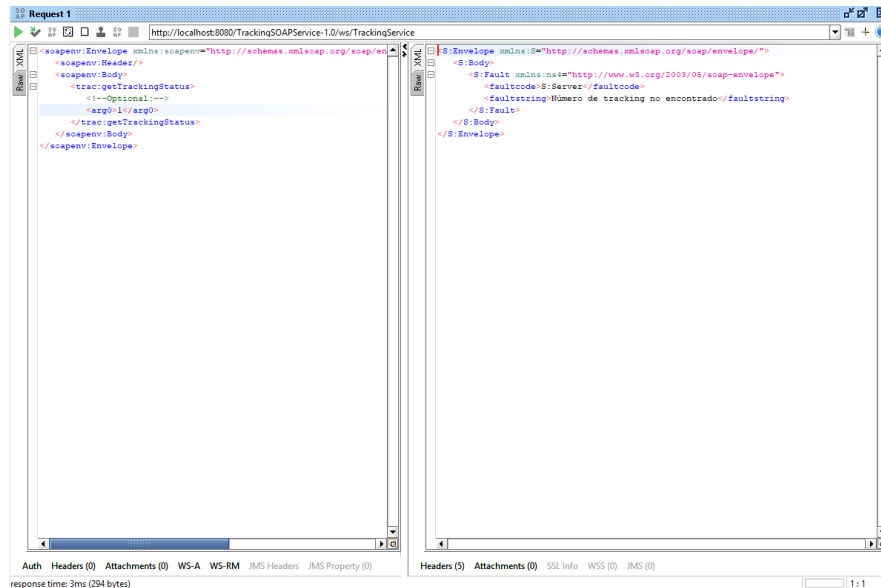 SO AP Request 1
http://localhost:8080/TrackingSOAPService-1.0/ws/TrackingService
XML
Raw
<soapenv:Envelope xmlns:soapenv="http://schemas.xmlsoap.org/soap/en
<soapenv:Header/>
<soapenv:Body>
<trac:getTrackingStatus>
<!--Optional:-->
<arg0>1</arg0>
</trac:getTrackingStatus>
</soapenv:Body>
</soapenv:Envelope>
XML
Raw
<S:Envelope xmlns:S="http://schemas.xmlsoap.org/soap/envelope/">
<S:Body>
<S:Fault xmlns:ns4="http://www.w3.org/2003/05/soap-envelope">
<faultcode>S:Server</faultcode>
<faultstring>Número de tracking no encontrado</faultstring>
</S:Fault>
</S:Body>
</S:Envelope>
Auth Headers (0) Attachments (0) WS-A WS-RM JMS Headers JMS Property (0)
Headers (5) Attachments (0) SSL Info WSS (0) JMS (0)
response time: 3ms (294 bytes)
1 : 1